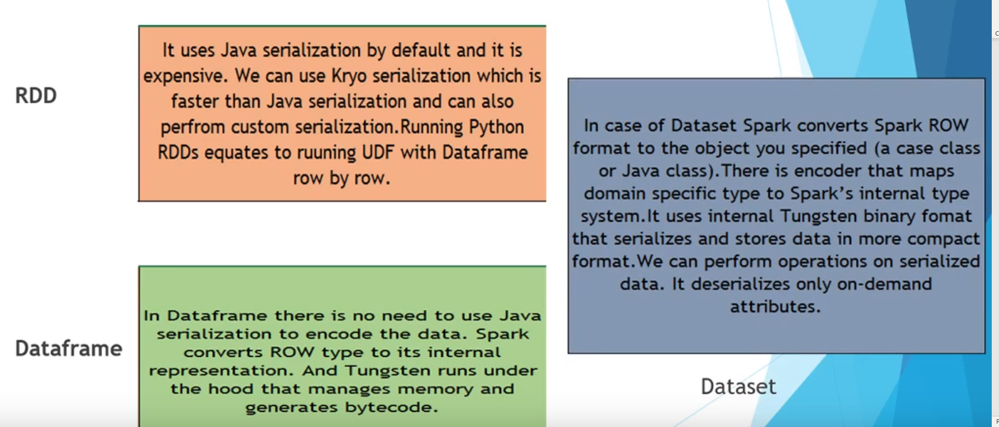 RDD
It uses Java serialization by default and it is
expensive. We can use Kryo serialization which is
faster than Java serialization and can also
perfrom custom serialization.Running Python
RDDs equates to ruuning UDF with Dataframe
row by row.
Dataframe
In Dataframe there is no need to use Java
serialization to encode the data. Spark
converts ROW type to its internal
representation. And Tungsten runs under
the hood that manages memory and
generates bytecode.
In case of Dataset Spark converts Spark ROW
format to the object you specified (a case class
or Java class).There is encoder that maps
domain specific type to Spark's internal type
system.It uses internal Tungsten binary fomat
that serializes and stores data in more compact
format.We can perform operations on serialized
data. It deserializes only on-demand
attributes.
Dataset